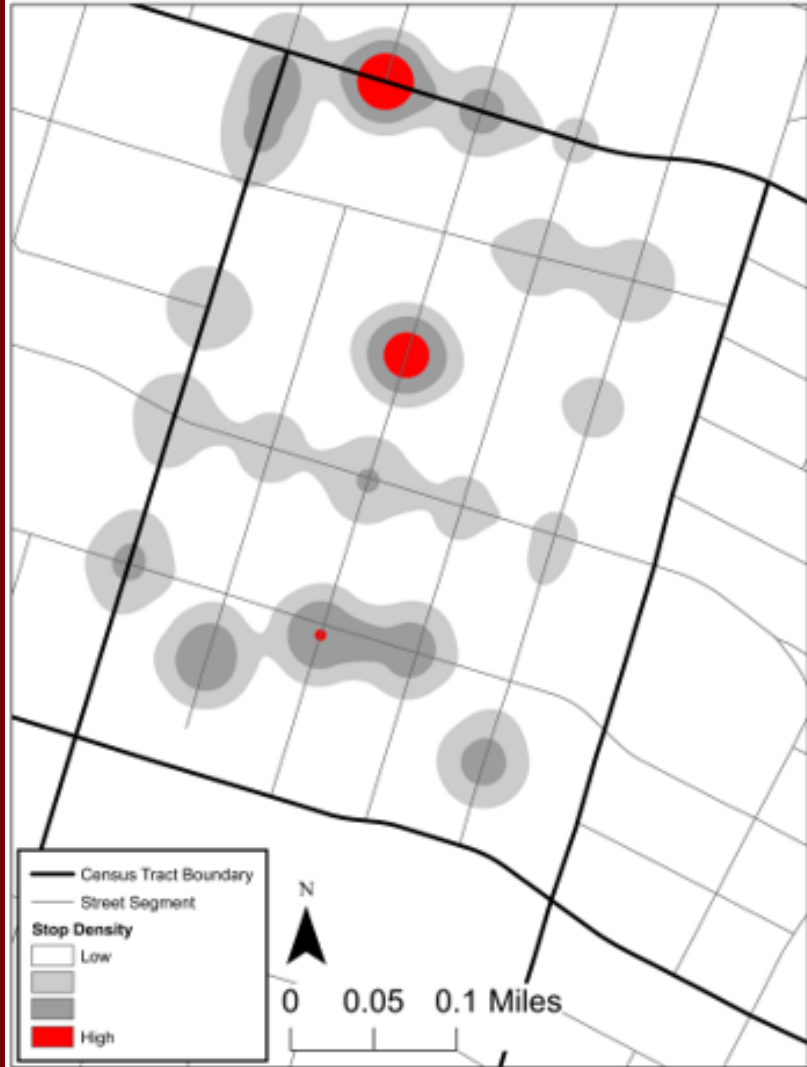 Census Tract Boundary
Street Segment
Stop Density
Low
High
N
0 0.05 0.1 Miles